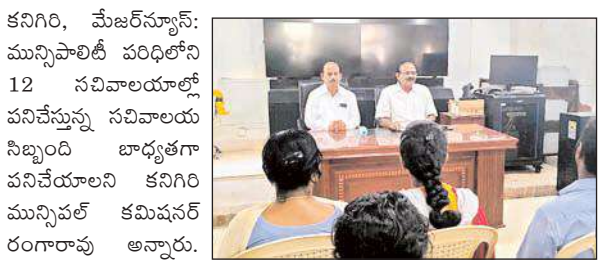 కనిగిరి, మేజర్‌న్యూస్:
మున్సిపాలిటీ పరిధిలోని
12 సచివాలయాల్లో
పనిచేస్తున్న సచివాలయ
సిబ్బంది బాధ్యతగా
పనిచేయాలని కనిగిరి
మున్సిపల్ కమిషనర్
రంగారావు అన్నారు.